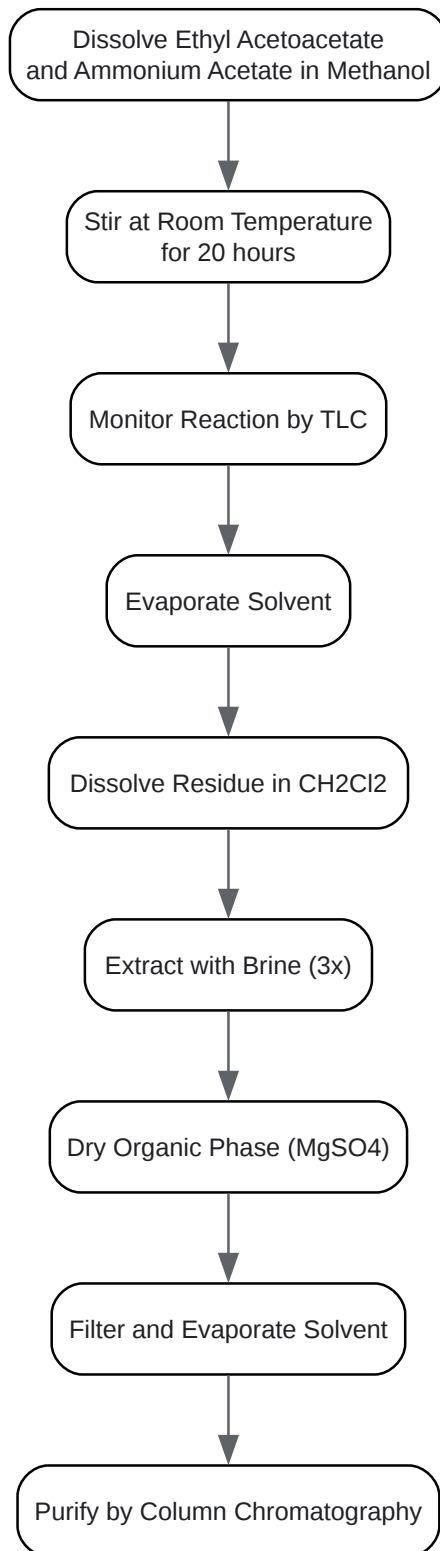 Dissolve Ethyl Acetoacetate
and Ammonium Acetate in Methanol
Stir at Room Temperature
for 20 hours
Monitor Reaction by TLC
Evaporate Solvent
Dissolve Residue in CH2Cl2
Extract with Brine (3x)
Dry Organic Phase (MgSO4)
Filter and Evaporate Solvent
Purify by Column Chromatography